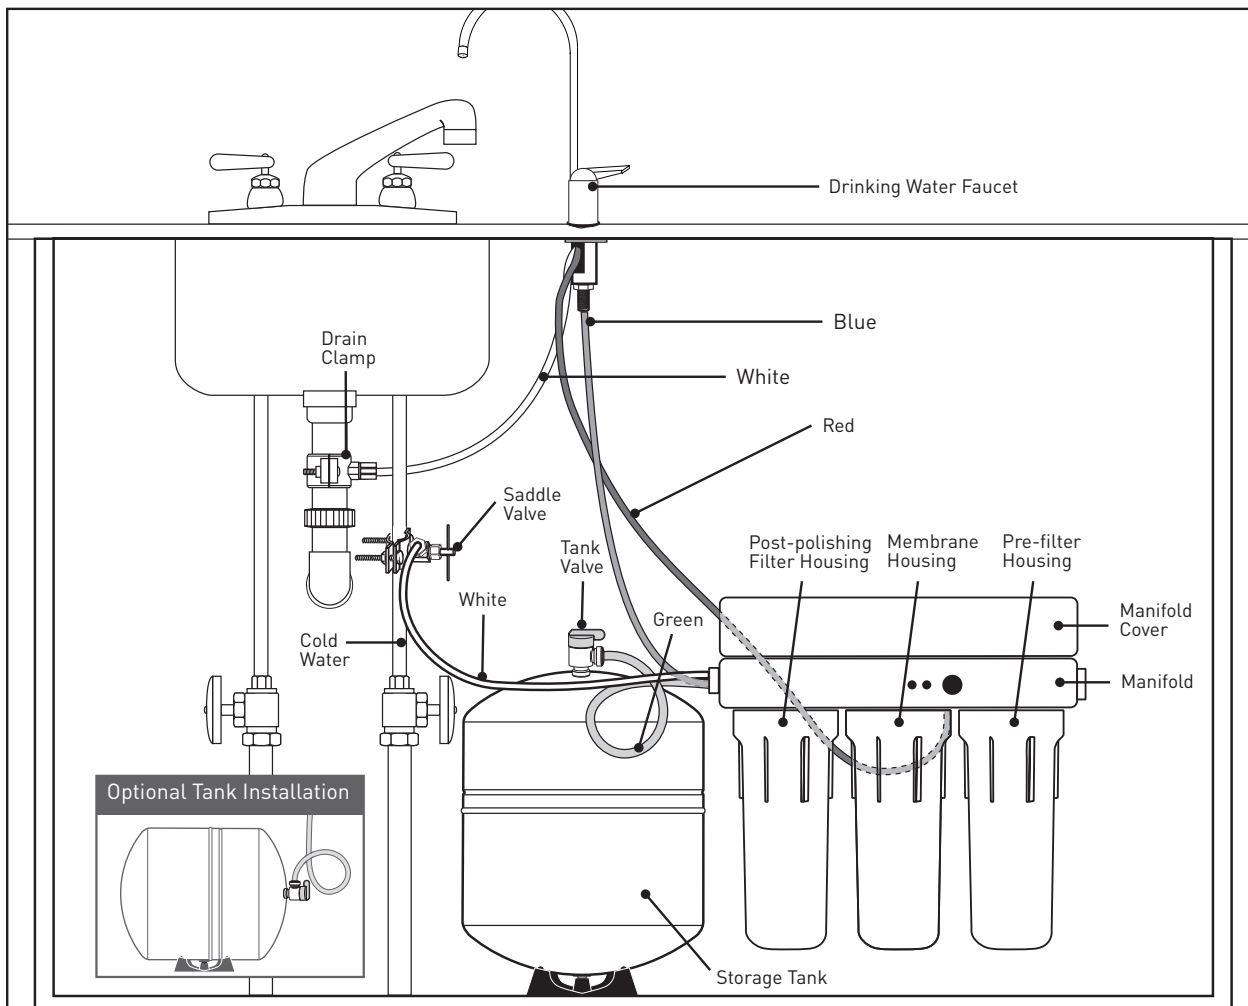 Drinking Water Faucet
Blue
Drain
Clamp
White
Red
Saddle
Valve
Tank
Valve
Post-polishing
Filter Housing
Membrane
Housing
Pre-filter
Housing
White
Green
Manifold
Cover
Cold
Water
Manifold
Optional Tank Installation
Storage Tank